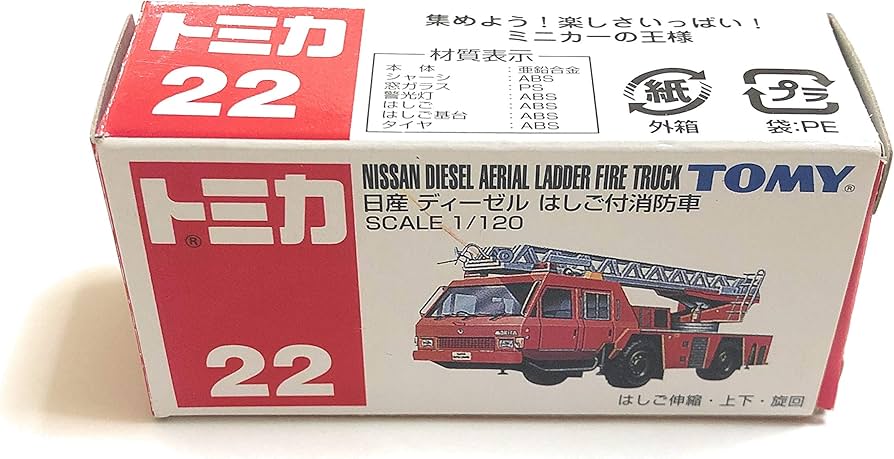 トミカ
22
集めよう!楽しさいっぱい!
ミニカーの王様
材質表示
本体 : 亜鉛合金
シャーシ : ABS
窓ガラス : PS
警光灯 : ABS
はしご : ABS
はしご基台 : ABS
タイヤ : ABS
紙
外箱
プラ
袋:PE
トミカ®
22
NISSAN DIESEL AERIAL LADDER FIRE TRUCK
TOMY®
日産 ディーゼル はしご付消防車
SCALE 1/120
MORITA
はしご伸縮・上下・旋回